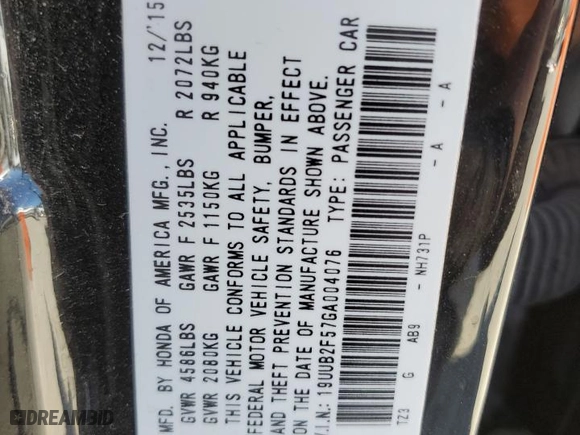 MFD. BY HONDA OF AMERICA MFG., INC. 12/'15
GVWR 4586LBS GAWR F 2535LBS R 2072LBS
GVWR 2080KG GAWR F 1150KG R 940KG
THIS VEHICLE CONFORMS TO ALL APPLICABLE
FEDERAL MOTOR VEHICLE SAFETY, BUMPER,
AND THEFT PREVENTION STANDARDS IN EFFECT
ON THE DATE OF MANUFACTURE SHOWN ABOVE.
V.I.N.: 19UUB2F57GA004076 TYPE: PASSENGER CAR
TZ3 G AB9 - NH731P - A - A
DREAMBID